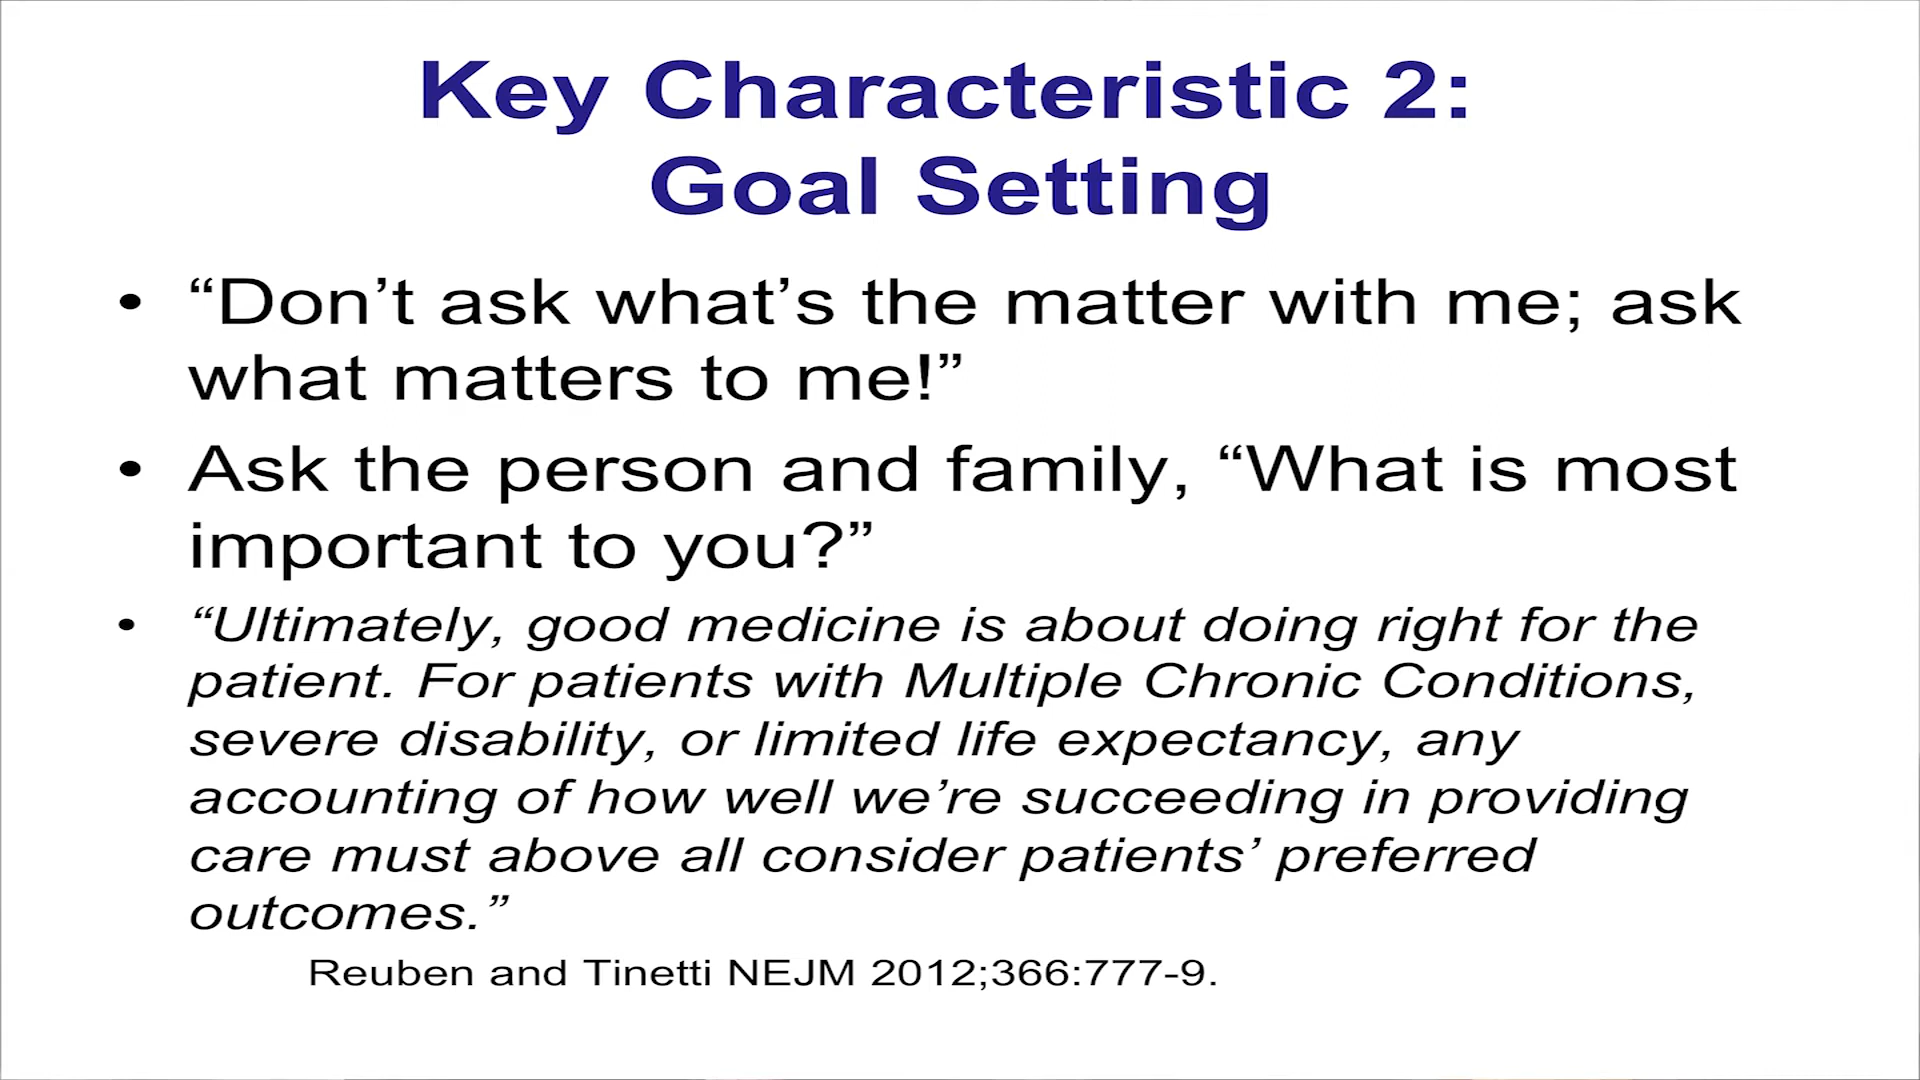 Key Characteristic 2:
Goal Setting
• “Don’t ask what’s the matter with me; ask
what matters to me!”
• Ask the person and family, “What is most
important to you?”
• “Ultimately, good medicine is about doing right for the
patient. For patients with Multiple Chronic Conditions,
severe disability, or limited life expectancy, any
accounting of how well we’re succeeding in providing
care must above all consider patients’ preferred
outcomes.”
Reuben and Tinetti NEJM 2012;366:777-9.